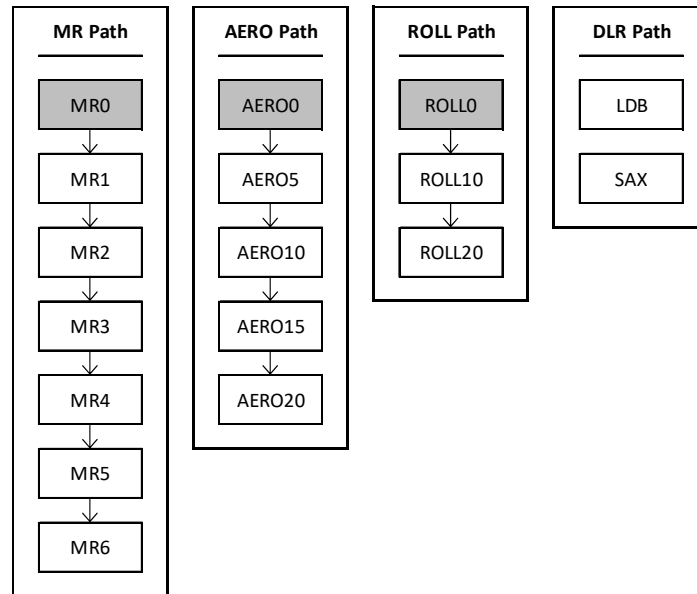 MR Path
MR0
MR1
MR2
MR3
MR4
MR5
MR6
AERO Path
AERO0
AERO5
AERO10
AERO15
AERO20
ROLL Path
ROLL0
ROLL10
ROLL20
DLR Path
LDB
SAX